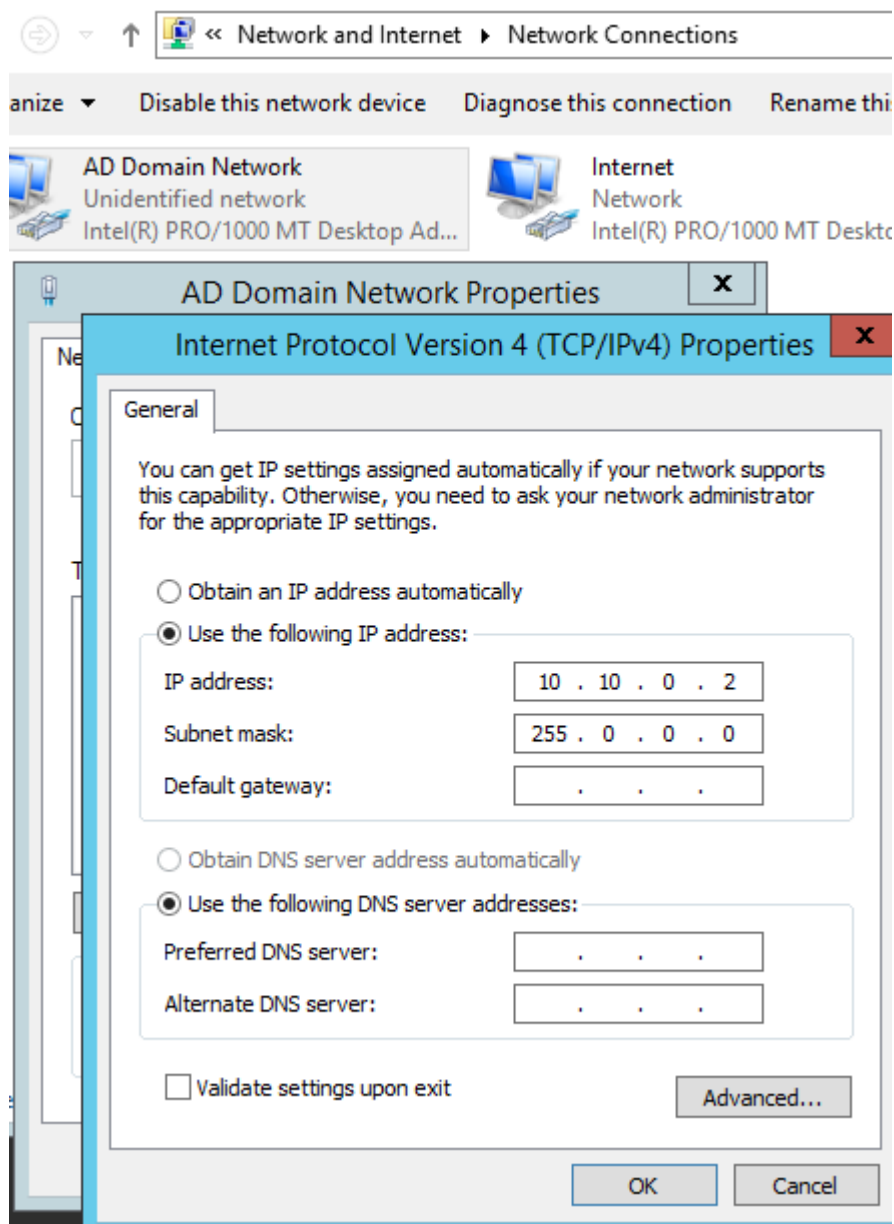 « Network and Internet ▸ Network Connections
anize ▾ Disable this network device Diagnose this connection Rename this
AD Domain Network
Unidentified network
Intel(R) PRO/1000 MT Desktop Ad...
Internet
Network
Intel(R) PRO/1000 MT Deskto
AD Domain Network Properties x
Internet Protocol Version 4 (TCP/IPv4) Properties x
Ne
General
C
You can get IP settings assigned automatically if your network supports
this capability. Otherwise, you need to ask your network administrator
for the appropriate IP settings.
T
Obtain an IP address automatically
Use the following IP address:
IP address: 10 . 10 . 0 . 2
Subnet mask: 255 . 0 . 0 . 0
Default gateway: . . .
Obtain DNS server address automatically
Use the following DNS server addresses:
Preferred DNS server: . . .
Alternate DNS server: . . .
Validate settings upon exit
Advanced...
OK Cancel